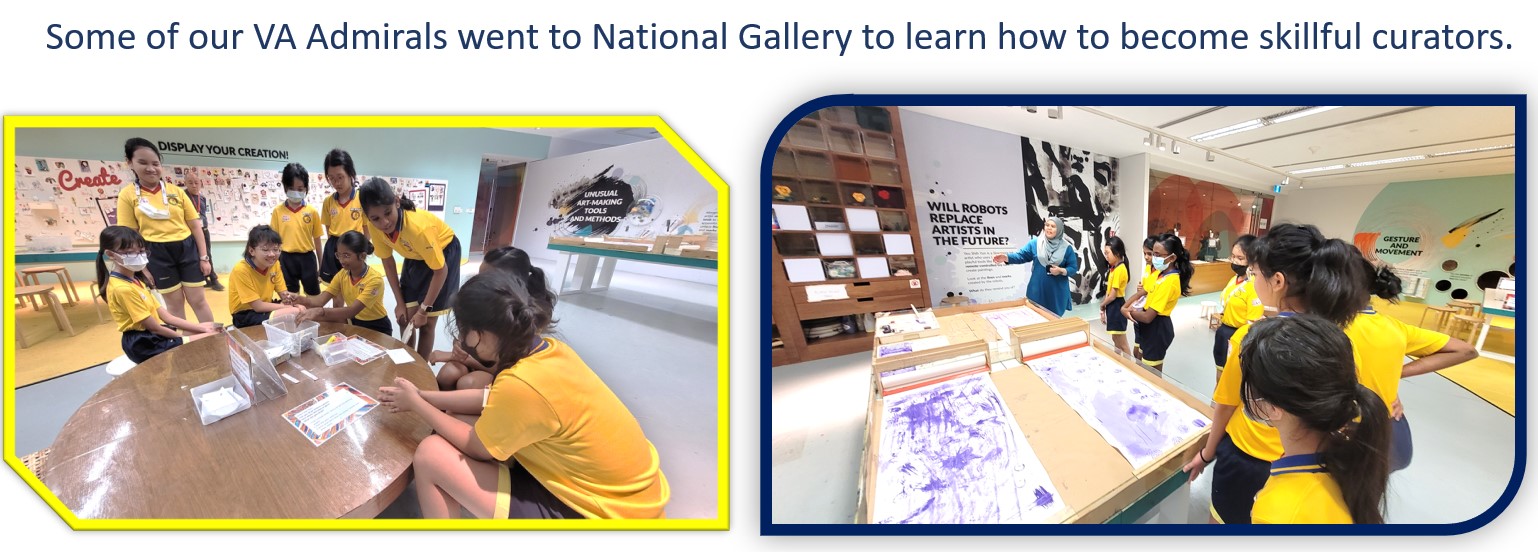 Some of our VA Admirals went to National Gallery to learn how to become skillful curators.
DISPLAY YOUR CREATION!
Create
UNUSUAL
ART-MAKING
TOOLS
AND METHODS
WILL ROBOTS
REPLACE
ARTISTS IN
THE FUTURE?
GESTURE
AND
MOVEMENT